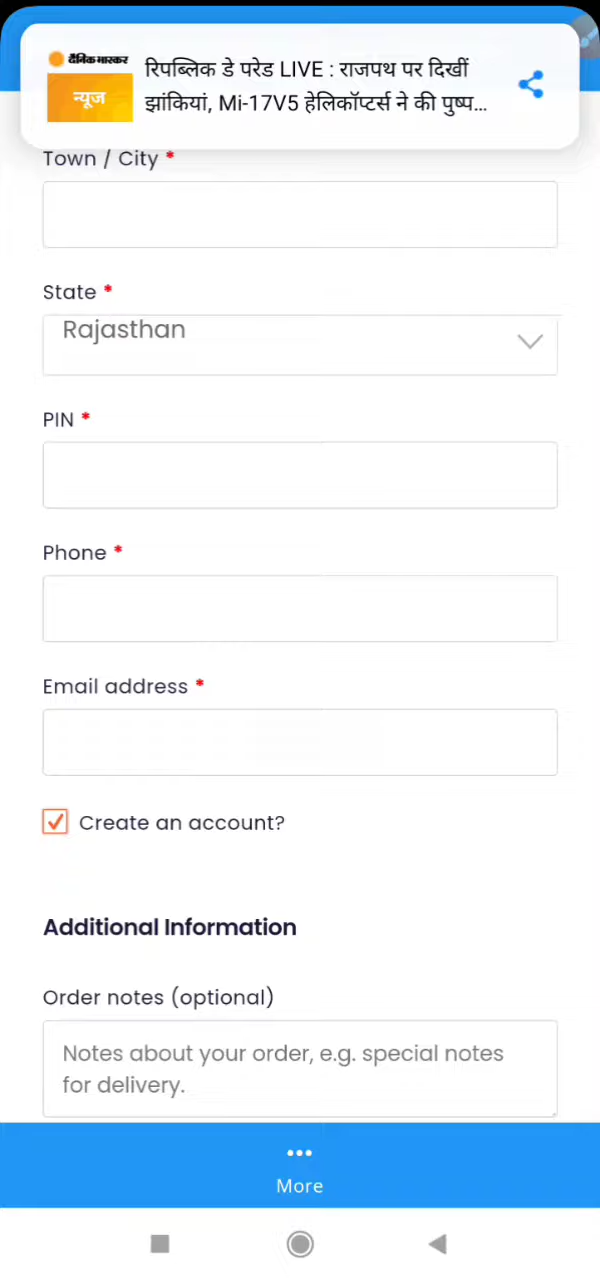 दैनिक भास्कर
न्यूज
रिपब्लिक डे परेड LIVE : राजपथ पर दिखीं
झांकियां, Mi-17V5 हेलिकॉप्टर्स ने की पुष्प...
Town / City *
State *
Rajasthan
PIN *
Phone *
Email address *
Create an account?
Additional Information
Order notes (optional)
Notes about your order, e.g. special notes
for delivery.
More